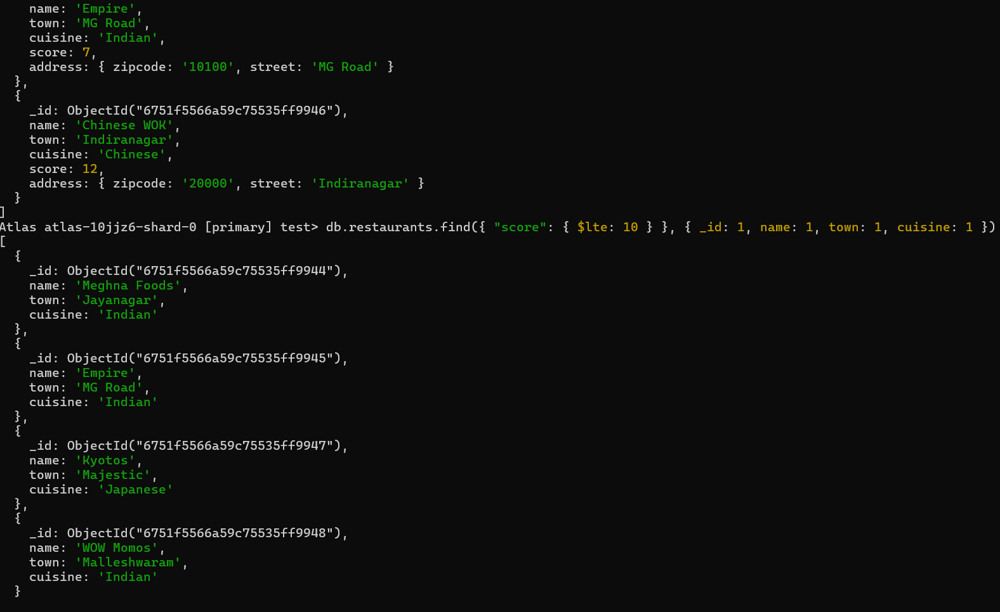 name: 'Empire',
    town: 'MG Road',
    cuisine: 'Indian',
    score: 7,
    address: { zipcode: '10100', street: 'MG Road' }
  },
  {
    _id: ObjectId("6751f5566a59c75535ff9946"),
    name: 'Chinese WOK',
    town: 'Indiranagar',
    cuisine: 'Chinese',
    score: 12,
    address: { zipcode: '20000', street: 'Indiranagar' }
  }
]
Atlas atlas-10jjz6-shard-0 [primary] test> db.restaurants.find({ "score": { $lte: 10 } }, { _id: 1, name: 1, town: 1, cuisine: 1 })
[
  {
    _id: ObjectId("6751f5566a59c75535ff9944"),
    name: 'Meghna Foods',
    town: 'Jayanagar',
    cuisine: 'Indian'
  },
  {
    _id: ObjectId("6751f5566a59c75535ff9945"),
    name: 'Empire',
    town: 'MG Road',
    cuisine: 'Indian'
  },
  {
    _id: ObjectId("6751f5566a59c75535ff9947"),
    name: 'Kyotos',
    town: 'Majestic',
    cuisine: 'Japanese'
  },
  {
    _id: ObjectId("6751f5566a59c75535ff9948"),
    name: 'WOW Momos',
    town: 'Malleshwaram',
    cuisine: 'Indian'
  }